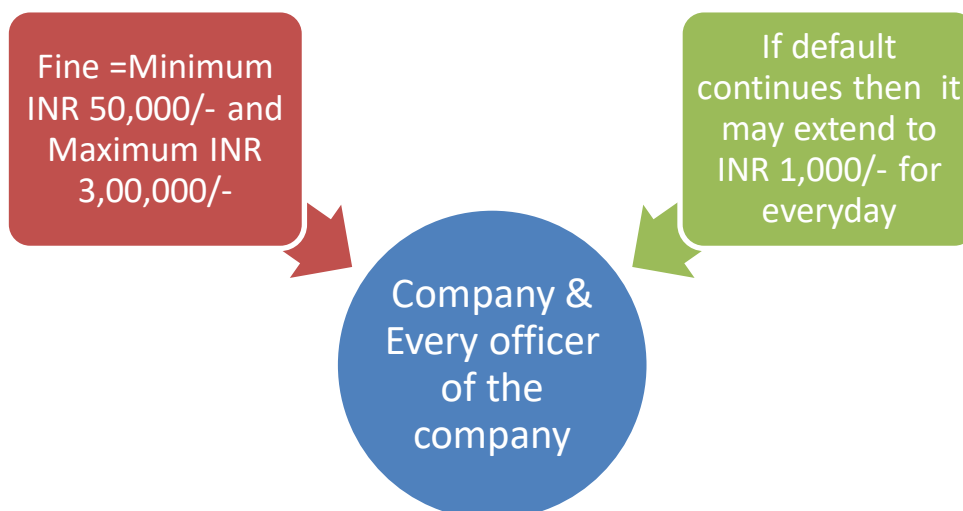 Fine =Minimum
INR 50,000/- and
Maximum INR
3,00,000/-
If default
continues then it
may extend to
INR 1,000/- for
everyday
Company &
Every officer
of the
company